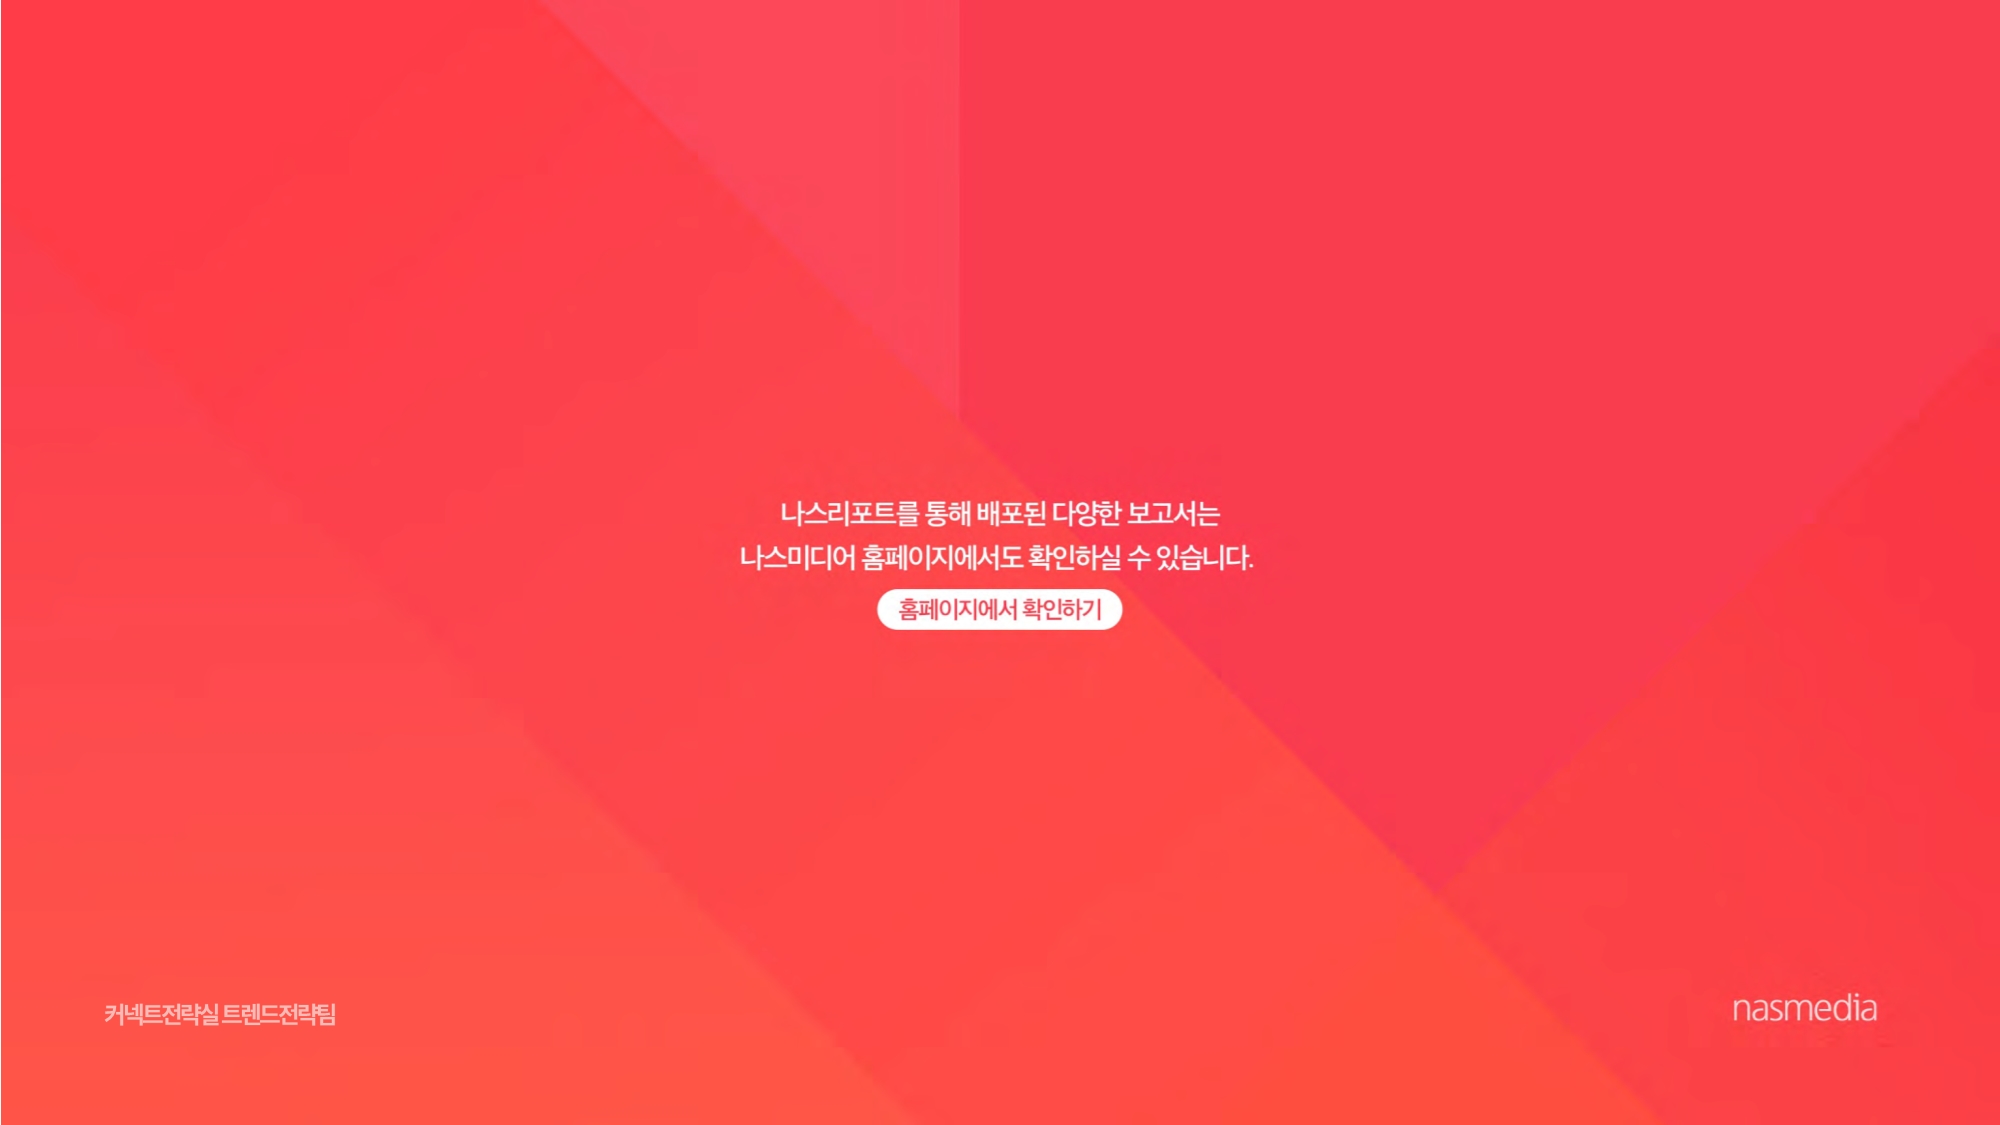 나스리포트를 통해 배포된 다양한 보고서는
나스미디어 홈페이지에서도 확인하실 수 있습니다.
홈페이지에서 확인하기
커넥트전략실 트렌드전략팀
nasmedia